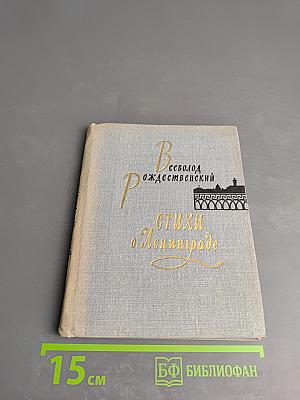 Всеволод
Рождественский
СТИХИ
о Ленинграде
15 см
БФ БИБЛИОФАН